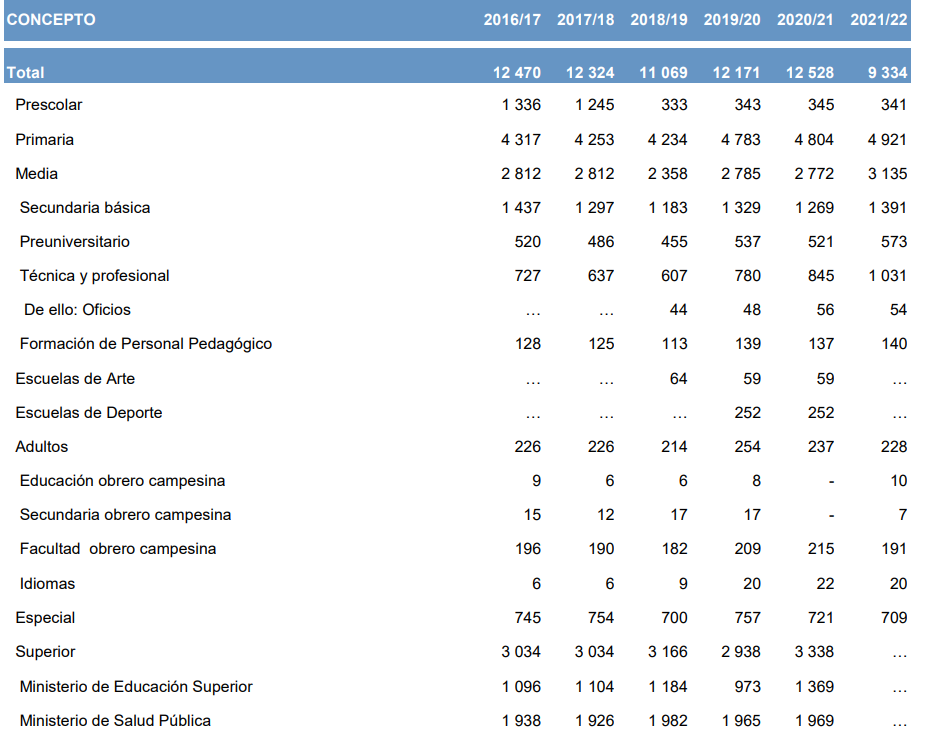 CONCEPTO 2016/17 2017/18 2018/19 2019/20 2020/21 2021/22
Total 12 470 12 324 11 069 12 171 12 528 9 334
Prescolar 1 336 1 245 333 343 345 341
Primaria 4 317 4 253 4 234 4 783 4 804 4 921
Media 2 812 2 812 2 358 2 785 2 772 3 135
Secundaria básica 1 437 1 297 1 183 1 329 1 269 1 391
Preuniversitario 520 486 455 537 521 573
Técnica y profesional 727 637 607 780 845 1 031
De ello: Oficios … … 44 48 56 54
Formación de Personal Pedagógico 128 125 113 139 137 140
Escuelas de Arte … … 64 59 59 …
Escuelas de Deporte … … … 252 252 …
Adultos 226 226 214 254 237 228
Educación obrero campesina 9 6 6 8 - 10
Secundaria obrero campesina 15 12 17 17 - 7
Facultad obrero campesina 196 190 182 209 215 191
Idiomas 6 6 9 20 22 20
Especial 745 754 700 757 721 709
Superior 3 034 3 034 3 166 2 938 3 338 …
Ministerio de Educación Superior 1 096 1 104 1 184 973 1 369 …
Ministerio de Salud Pública 1 938 1 926 1 982 1 965 1 969 …